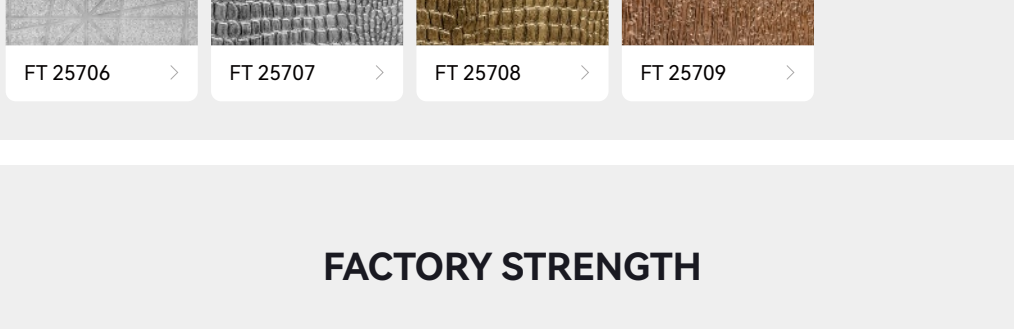 FT 25706
FT 25707
FT 25708
FT 25709
FACTORY STRENGTH